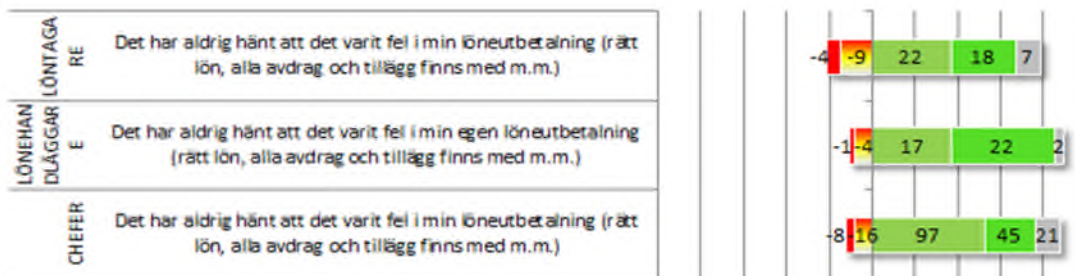 LÖNTAGA
RE
Det har aldrig hänt att det varit fel i min löneutbetalning (rätt
lön, alla avdrag och tillägg finns med m.m.)
-4 -9 22 18 7
LÖNEHAN
DLÄGGAR
E
Det har aldrig hänt att det varit fel i min egen löneutbetalning
(rätt lön, alla avdrag och tillägg finns med m.m.)
-1 -4 17 22 2
CHEFER
Det har aldrig hänt att det varit fel i min löneutbetalning (rätt
lön, alla avdrag och tillägg finns med m.m.)
-8 -16 97 45 21